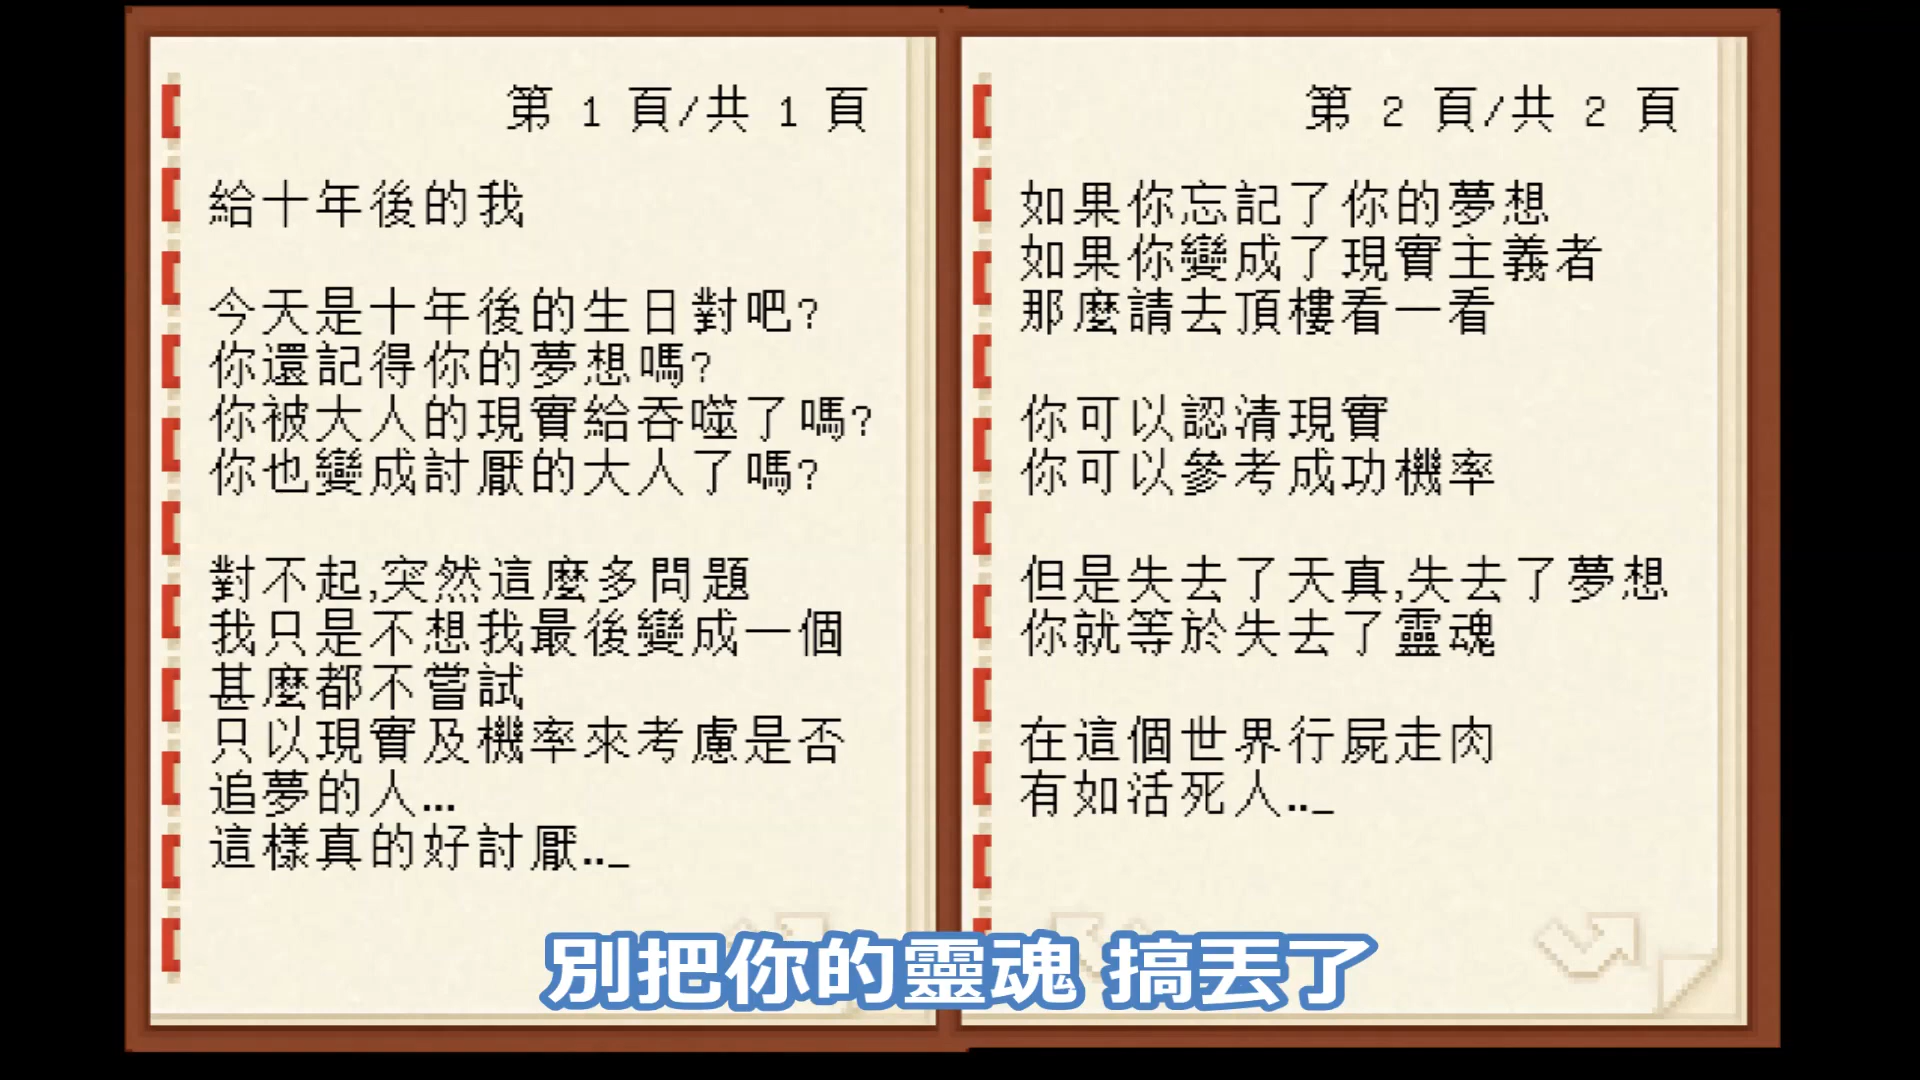 第 1 頁/共 1 頁
給十年後的我
今天是十年後的生日對吧?
你還記得你的夢想嗎?
你被大人的現實給吞噬了嗎?
你也變成討厭的大人了嗎?
對不起,突然這麼多問題
我只是不想我最後變成一個
甚麼都不嘗試
只以現實及機率來考慮是否
追夢的人...
這樣真的好討厭.._
第 2 頁/共 2 頁
如果你忘記了你的夢想
如果你變成了現實主義者
那麼請去頂樓看一看
你可以認清現實
你可以參考成功機率
但是失去了天真,失去了夢想
你就等於失去了靈魂
在這個世界行屍走肉
有如活死人.._
別把你的靈魂 搞丟了